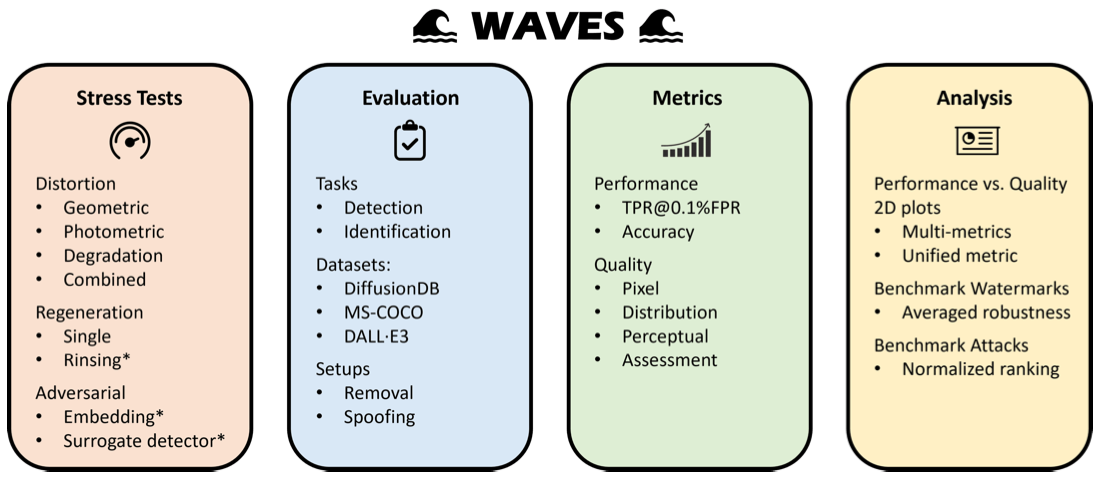 WAVES
Stress Tests
Distortion
• Geometric
• Photometric
• Degradation
• Combined
Regeneration
• Single
• Rinsing*
Adversarial
• Embedding*
• Surrogate detector*
Evaluation
Tasks
• Detection
• Identification
Datasets:
• DiffusionDB
• MS-COCO
• DALL·E3
Setups
• Removal
• Spoofing
Metrics
Performance
• TPR@0.1%FPR
• Accuracy
Quality
• Pixel
• Distribution
• Perceptual
• Assessment
Analysis
Performance vs. Quality
2D plots
• Multi-metrics
• Unified metric
Benchmark Watermarks
• Averaged robustness
Benchmark Attacks
• Normalized ranking